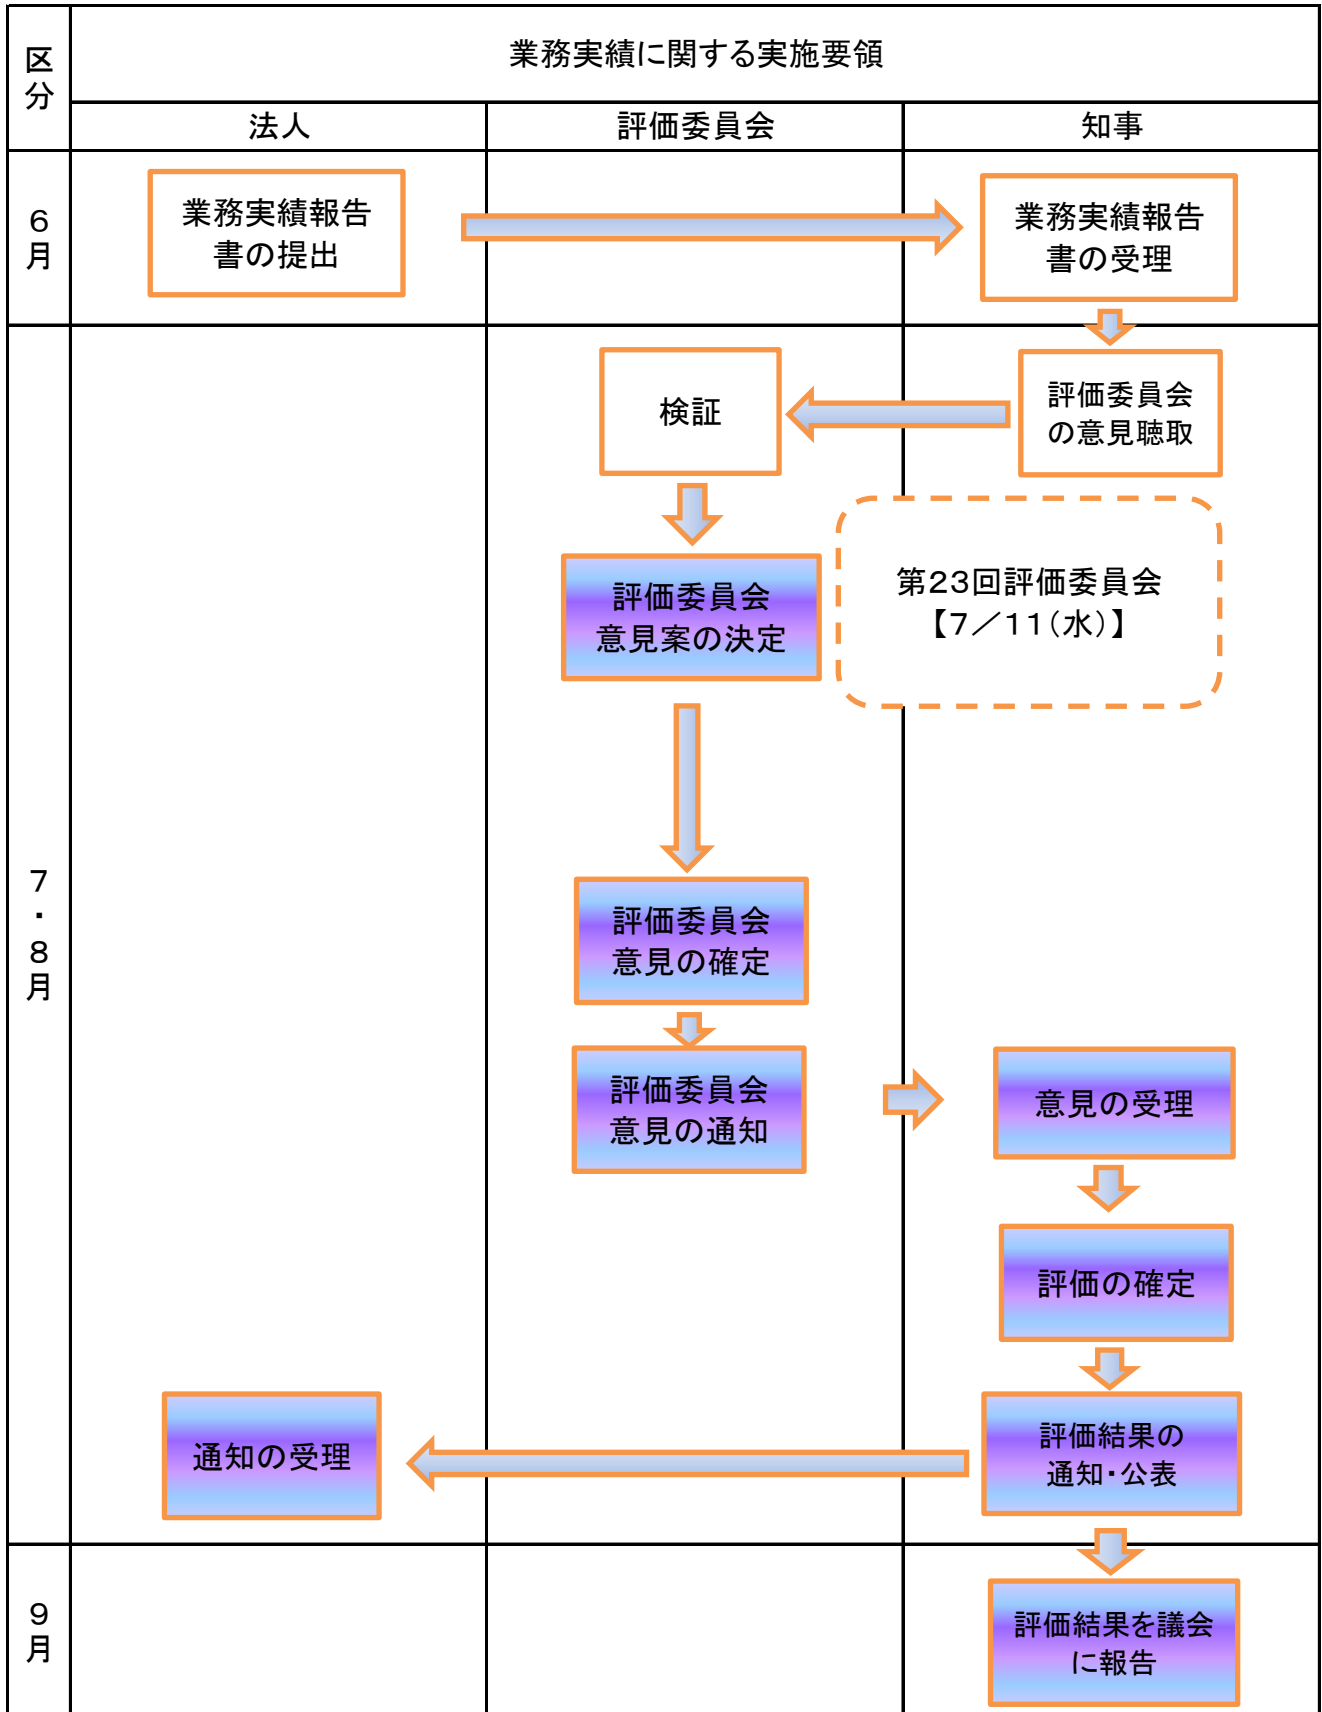 区
分
業務実績に関する実施要領
法人
評価委員会
知事
6
月
業務実績報告
書の提出
業務実績報告
書の受理
7
・
8
月
検証
評価委員会
の意見聴取
評価委員会
意見案の決定
第23回評価委員会
【7／11(水)】
評価委員会
意見の確定
評価委員会
意見の通知
意見の受理
評価の確定
通知の受理
評価結果の
通知・公表
9
月
評価結果を議会
に報告